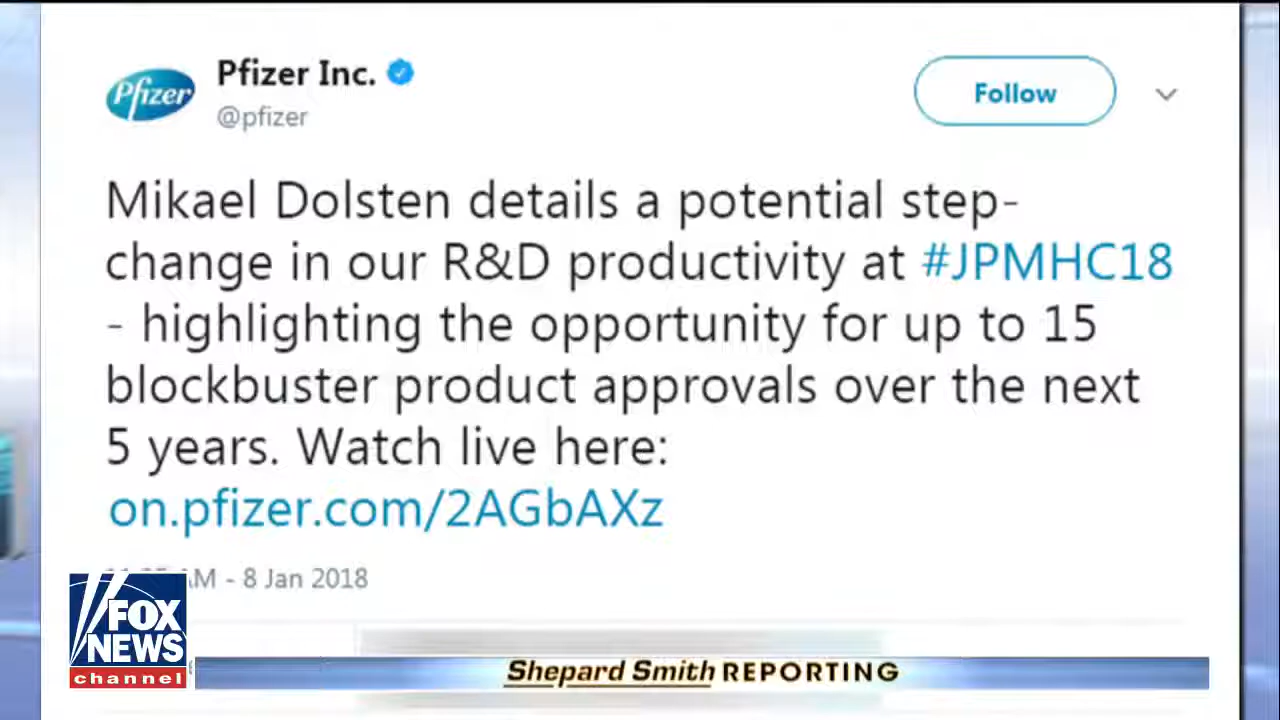 Pfizer
Pfizer Inc.
@pfizer
Follow
Mikael Dolsten details a potential step-
change in our R&D productivity at #JPMHC18
- highlighting the opportunity for up to 15
blockbuster product approvals over the next
5 years. Watch live here:
on.pfizer.com/2AGbAXz
AM - 8 Jan 2018
FOX
NEWS
channel
Shepard Smith REPORTING